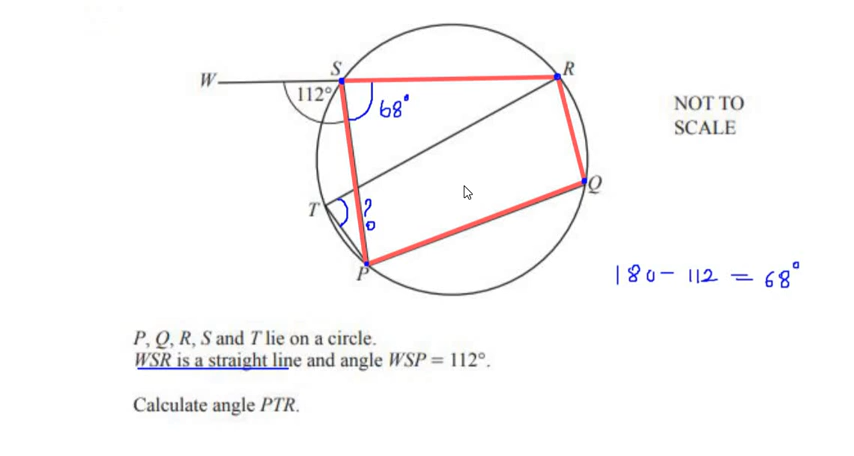 S
R
W
112°
68°
NOT TO
SCALE
T
?
Q
P
180 - 112 = 68°
P, Q, R, S and T lie on a circle.
WSR is a straight line and angle WSP = 112°.
Calculate angle PTR.